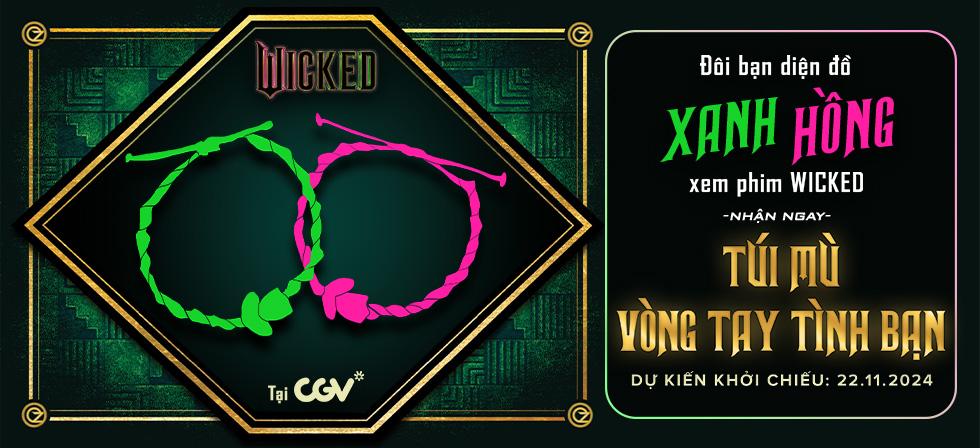 WICKED
Tại CGV*
Đôi bạn diện đồ
XANH HỒNG
xem phim WICKED
-NHẬN NGAY-
TÚI MÙ
VÒNG TAY TÌNH BẠN
DỰ KIẾN KHỞI CHIẾU: 22.11.2024